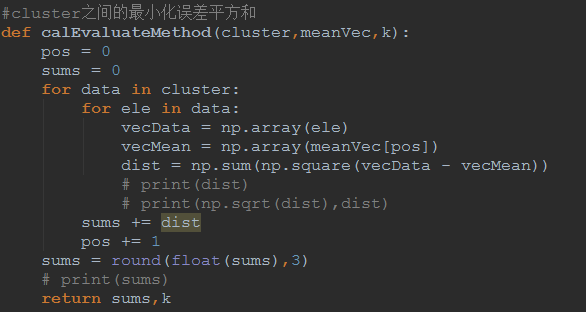 #cluster之间的最小化误差平方和
def calEvaluateMethod(cluster,meanVec,k):
    pos = 0
    sums = 0
    for data in cluster:
        for ele in data:
            vecData = np.array(ele)
            vecMean = np.array(meanVec[pos])
            dist = np.sum(np.square(vecData - vecMean))
            # print(dist)
            # print(np.sqrt(dist),dist)
        sums += dist
        pos += 1
    sums = round(float(sums),3)
    # print(sums)
    return sums,k